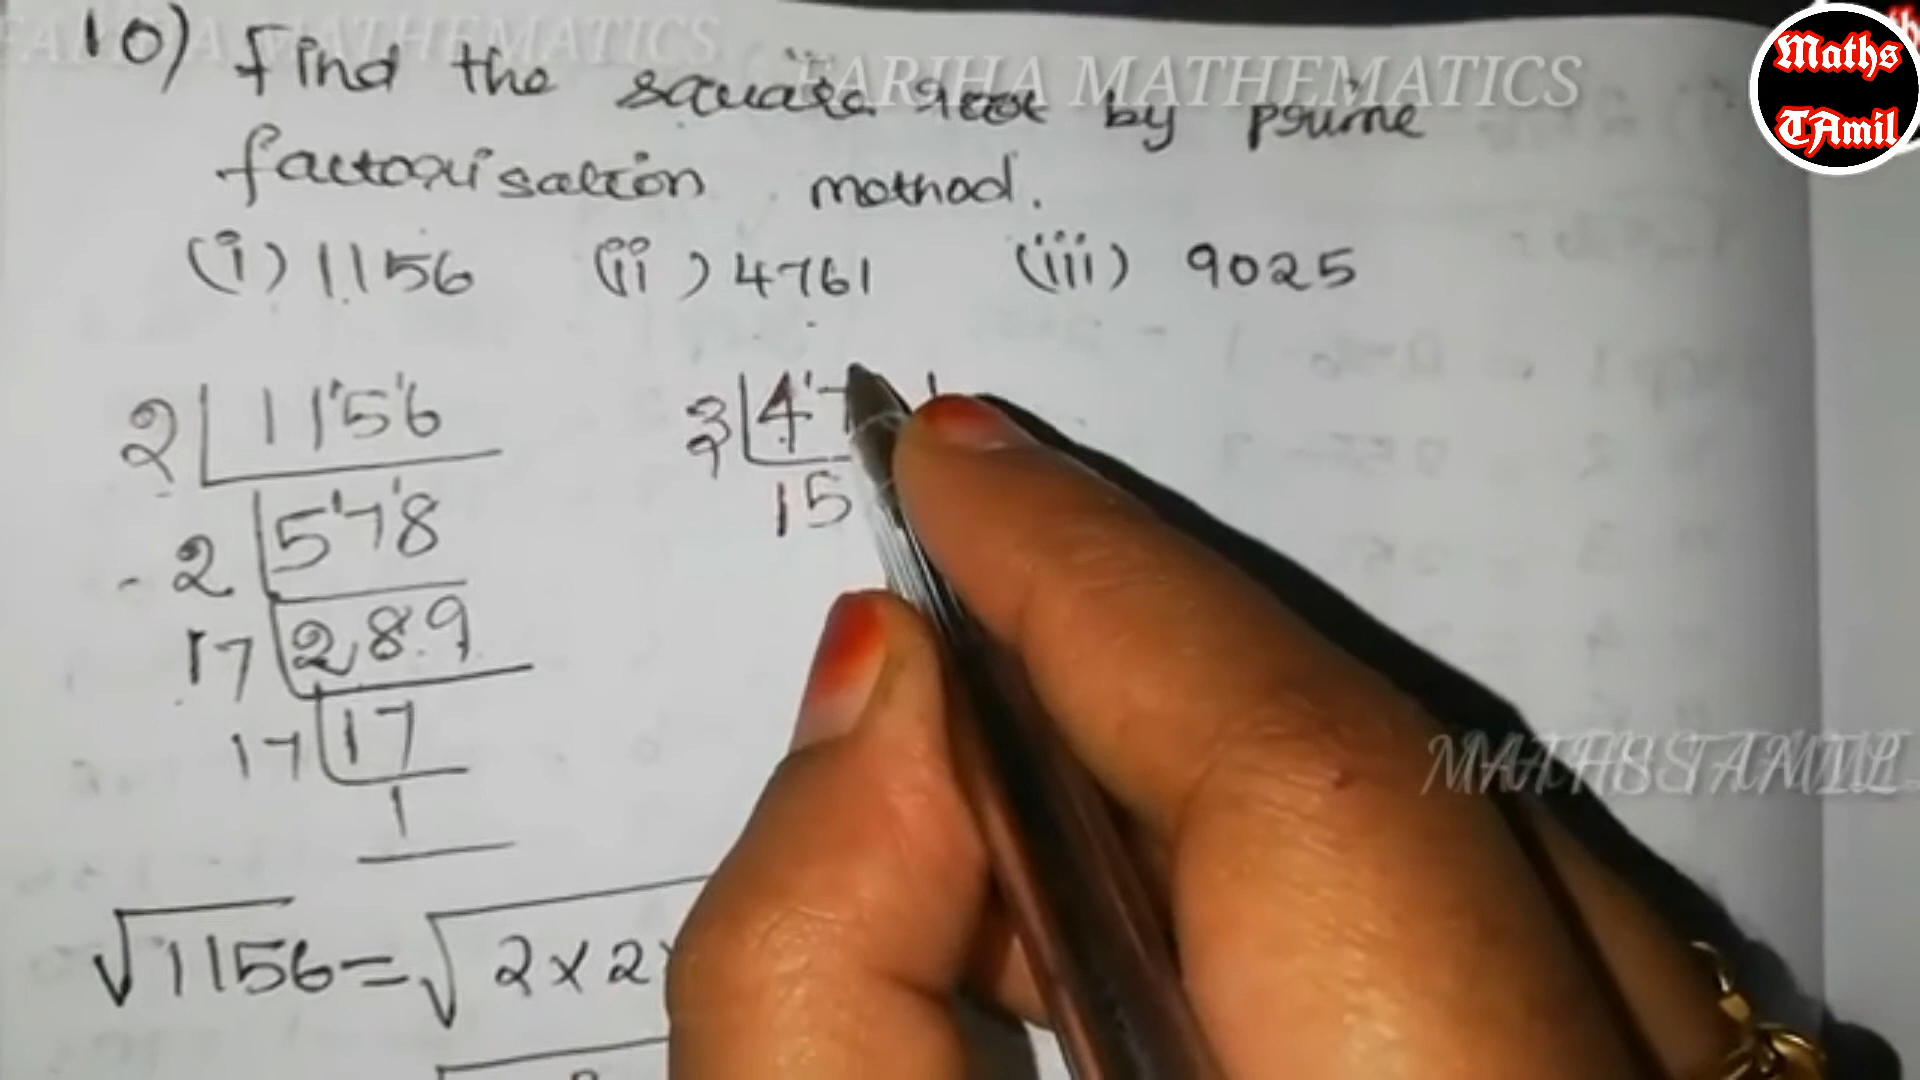 FARIHA MATHEMATICS
Maths
TAmil
10) Find the square root by prime
factorisation method.
(i) 1156 (ii) 4761 (iii) 9025
2 1156
2 578
17 289
17 17
1
3 47
15
√1156 = √2×2
MATHS TAMIL